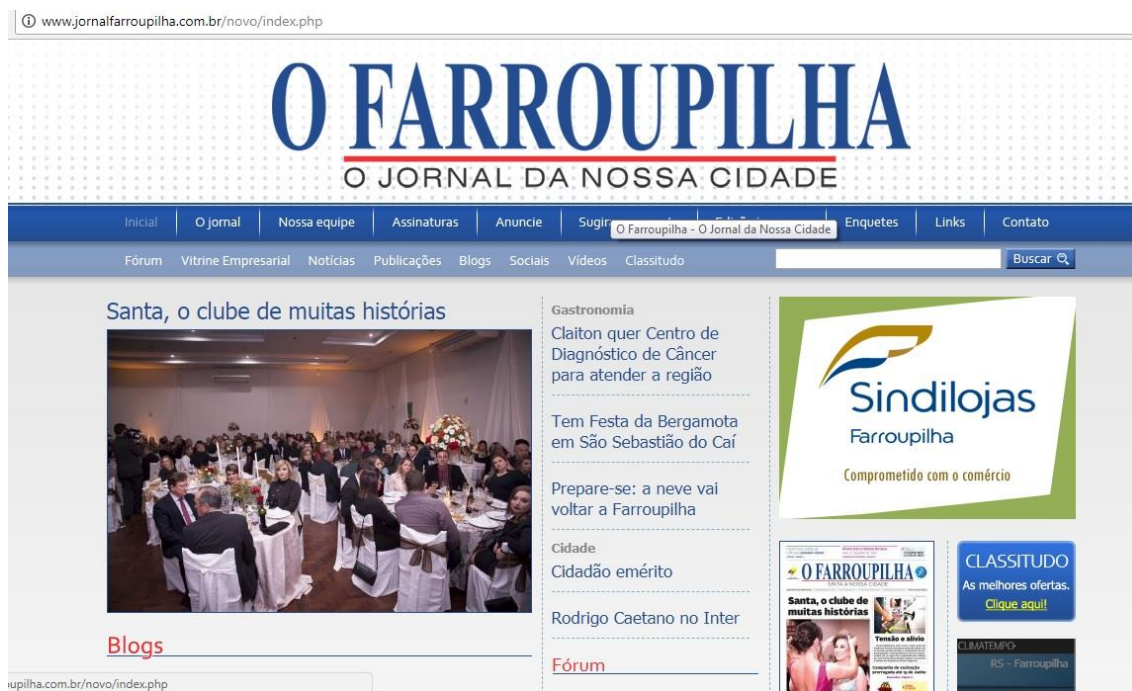 www.jornalfarroupilha.com.br/novo/index.php
O FARROUPILHA
O JORNAL DA NOSSA CIDADE
Inicial O jornal Nossa equipe Assinaturas Anuncie Enquetes Links Contato
O Farroupilha - O Jornal da Nossa Cidade
Fórum Vitrine Empresarial Notícias Publicações Blogs Sociais Vídeos Classitudo Buscar
Santa, o clube de muitas histórias
Gastronomia
Claiton quer Centro de
Diagnóstico de Câncer
para atender a região
Tem Festa da Bergamota
em São Sebastião do Caí
Prepare-se: a neve vai
voltar a Farroupilha
Cidade
Cidadão emérito
Rodrigo Caetano no Inter
Fórum
Blogs
Sindilojas
Farroupilha
Comprometido com o comércio
O FARROUPILHA
Santa, o clube de
muitas histórias
Tensão e alívio
CLASSITUDO
As melhores ofertas.
Clique aqui!
CLIMATEMPO
RS - Farroupilha
oupilha.com.br/novo/index.php